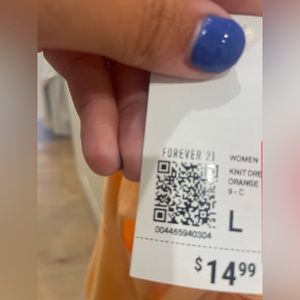 FOREVER 21
WOMEN
KNIT DRE
ORANGE
9 - C
L
004465940304
$14.99